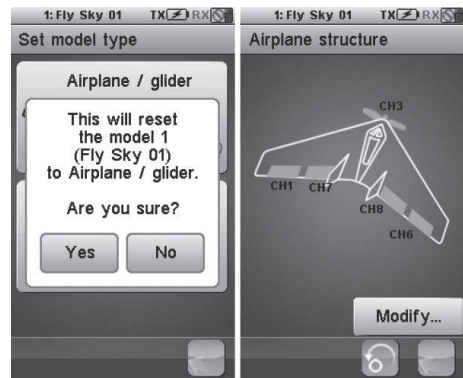 1: Fly Sky 01 TX RX
Set model type
Airplane / glider
This will reset
the model 1
(Fly Sky 01)
to Airplane / glider.
Are you sure?
Yes No
1: Fly Sky 01 TX RX
Airplane structure
CH3
CH1 CH7
CH8
CH6
Modify...